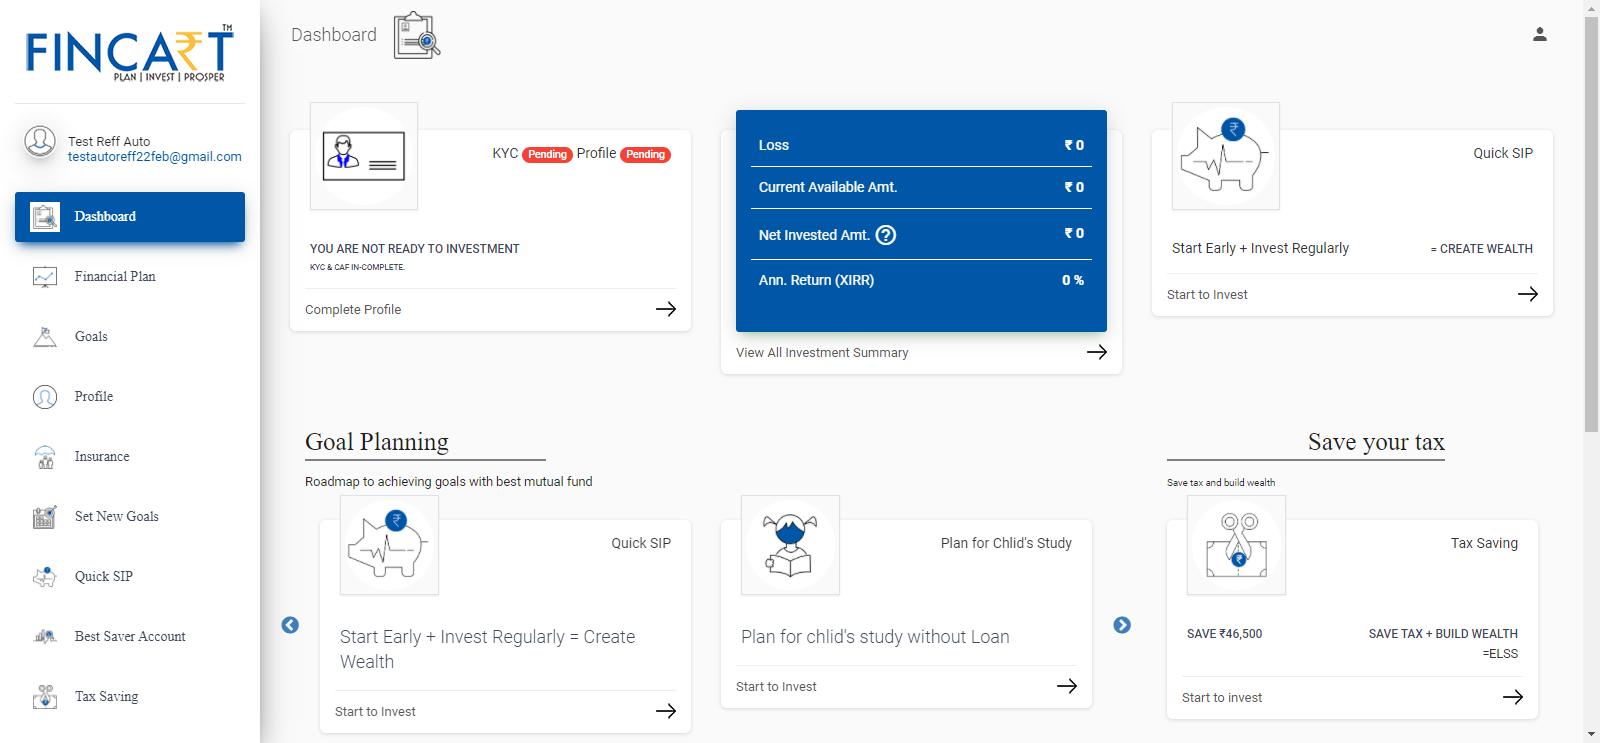 FINCART
TM
PLAN | INVEST | PROSPER
Test Reff Auto
testautoreff22feb@gmail.com
Dashboard
Financial Plan
Goals
Profile
Insurance
Set New Goals
Quick SIP
Best Saver Account
Tax Saving
Dashboard
KYC Pending Profile Pending
YOU ARE NOT READY TO INVESTMENT
KYC & CAF IN-COMPLETE.
Complete Profile
Loss ₹ 0
Current Available Amt. ₹ 0
Net Invested Amt. ? ₹ 0
Ann. Return (XIRR) 0 %
View All Investment Summary
Quick SIP
Start Early + Invest Regularly = CREATE WEALTH
Start to Invest
Goal Planning
Roadmap to achieving goals with best mutual fund
Quick SIP
Start Early + Invest Regularly = Create
Wealth
Start to Invest
Plan for Chlid's Study
Plan for chlid's study without Loan
Start to Invest
Save your tax
Save tax and build wealth
Tax Saving
SAVE ₹46,500 SAVE TAX + BUILD WEALTH
=ELSS
Start to invest